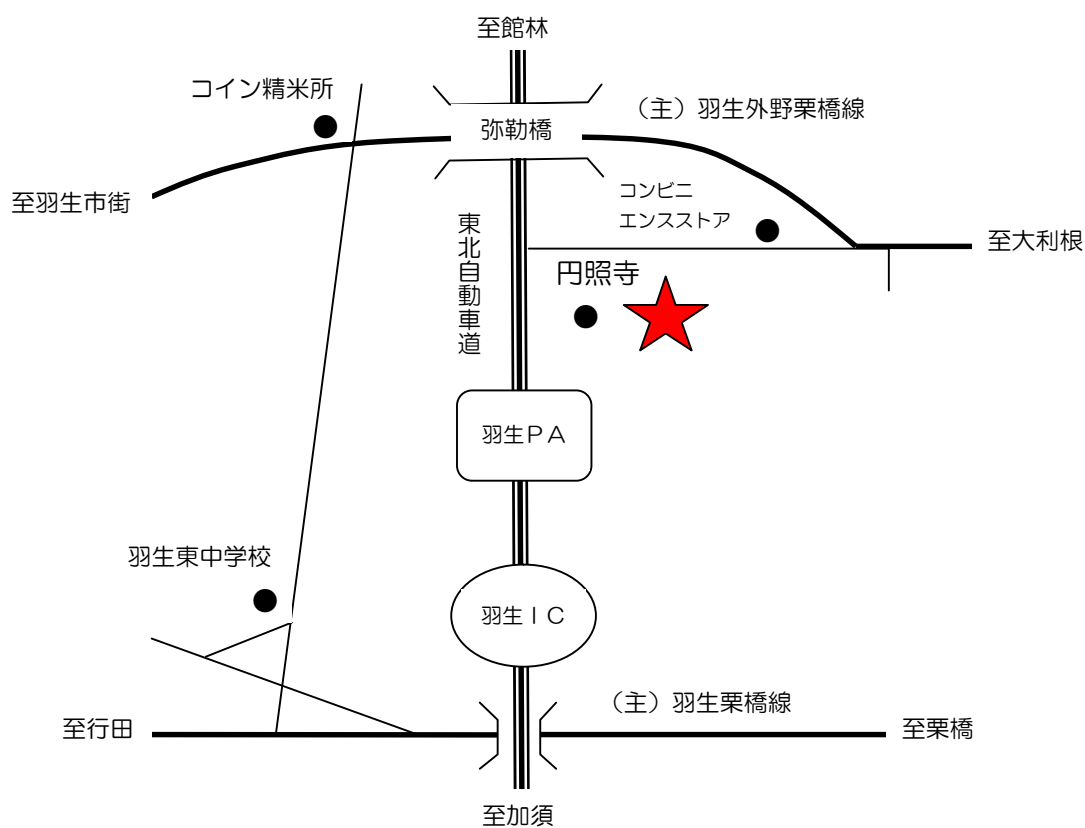 至館林
コイン精米所
（主）羽生外野栗橋線
弥勒橋
至羽生市街
コンビニ
エンスストア
東北自動車道
至大利根
円照寺
羽生ＰＡ
羽生東中学校
羽生ＩＣ
（主）羽生栗橋線
至行田
至栗橋
至加須